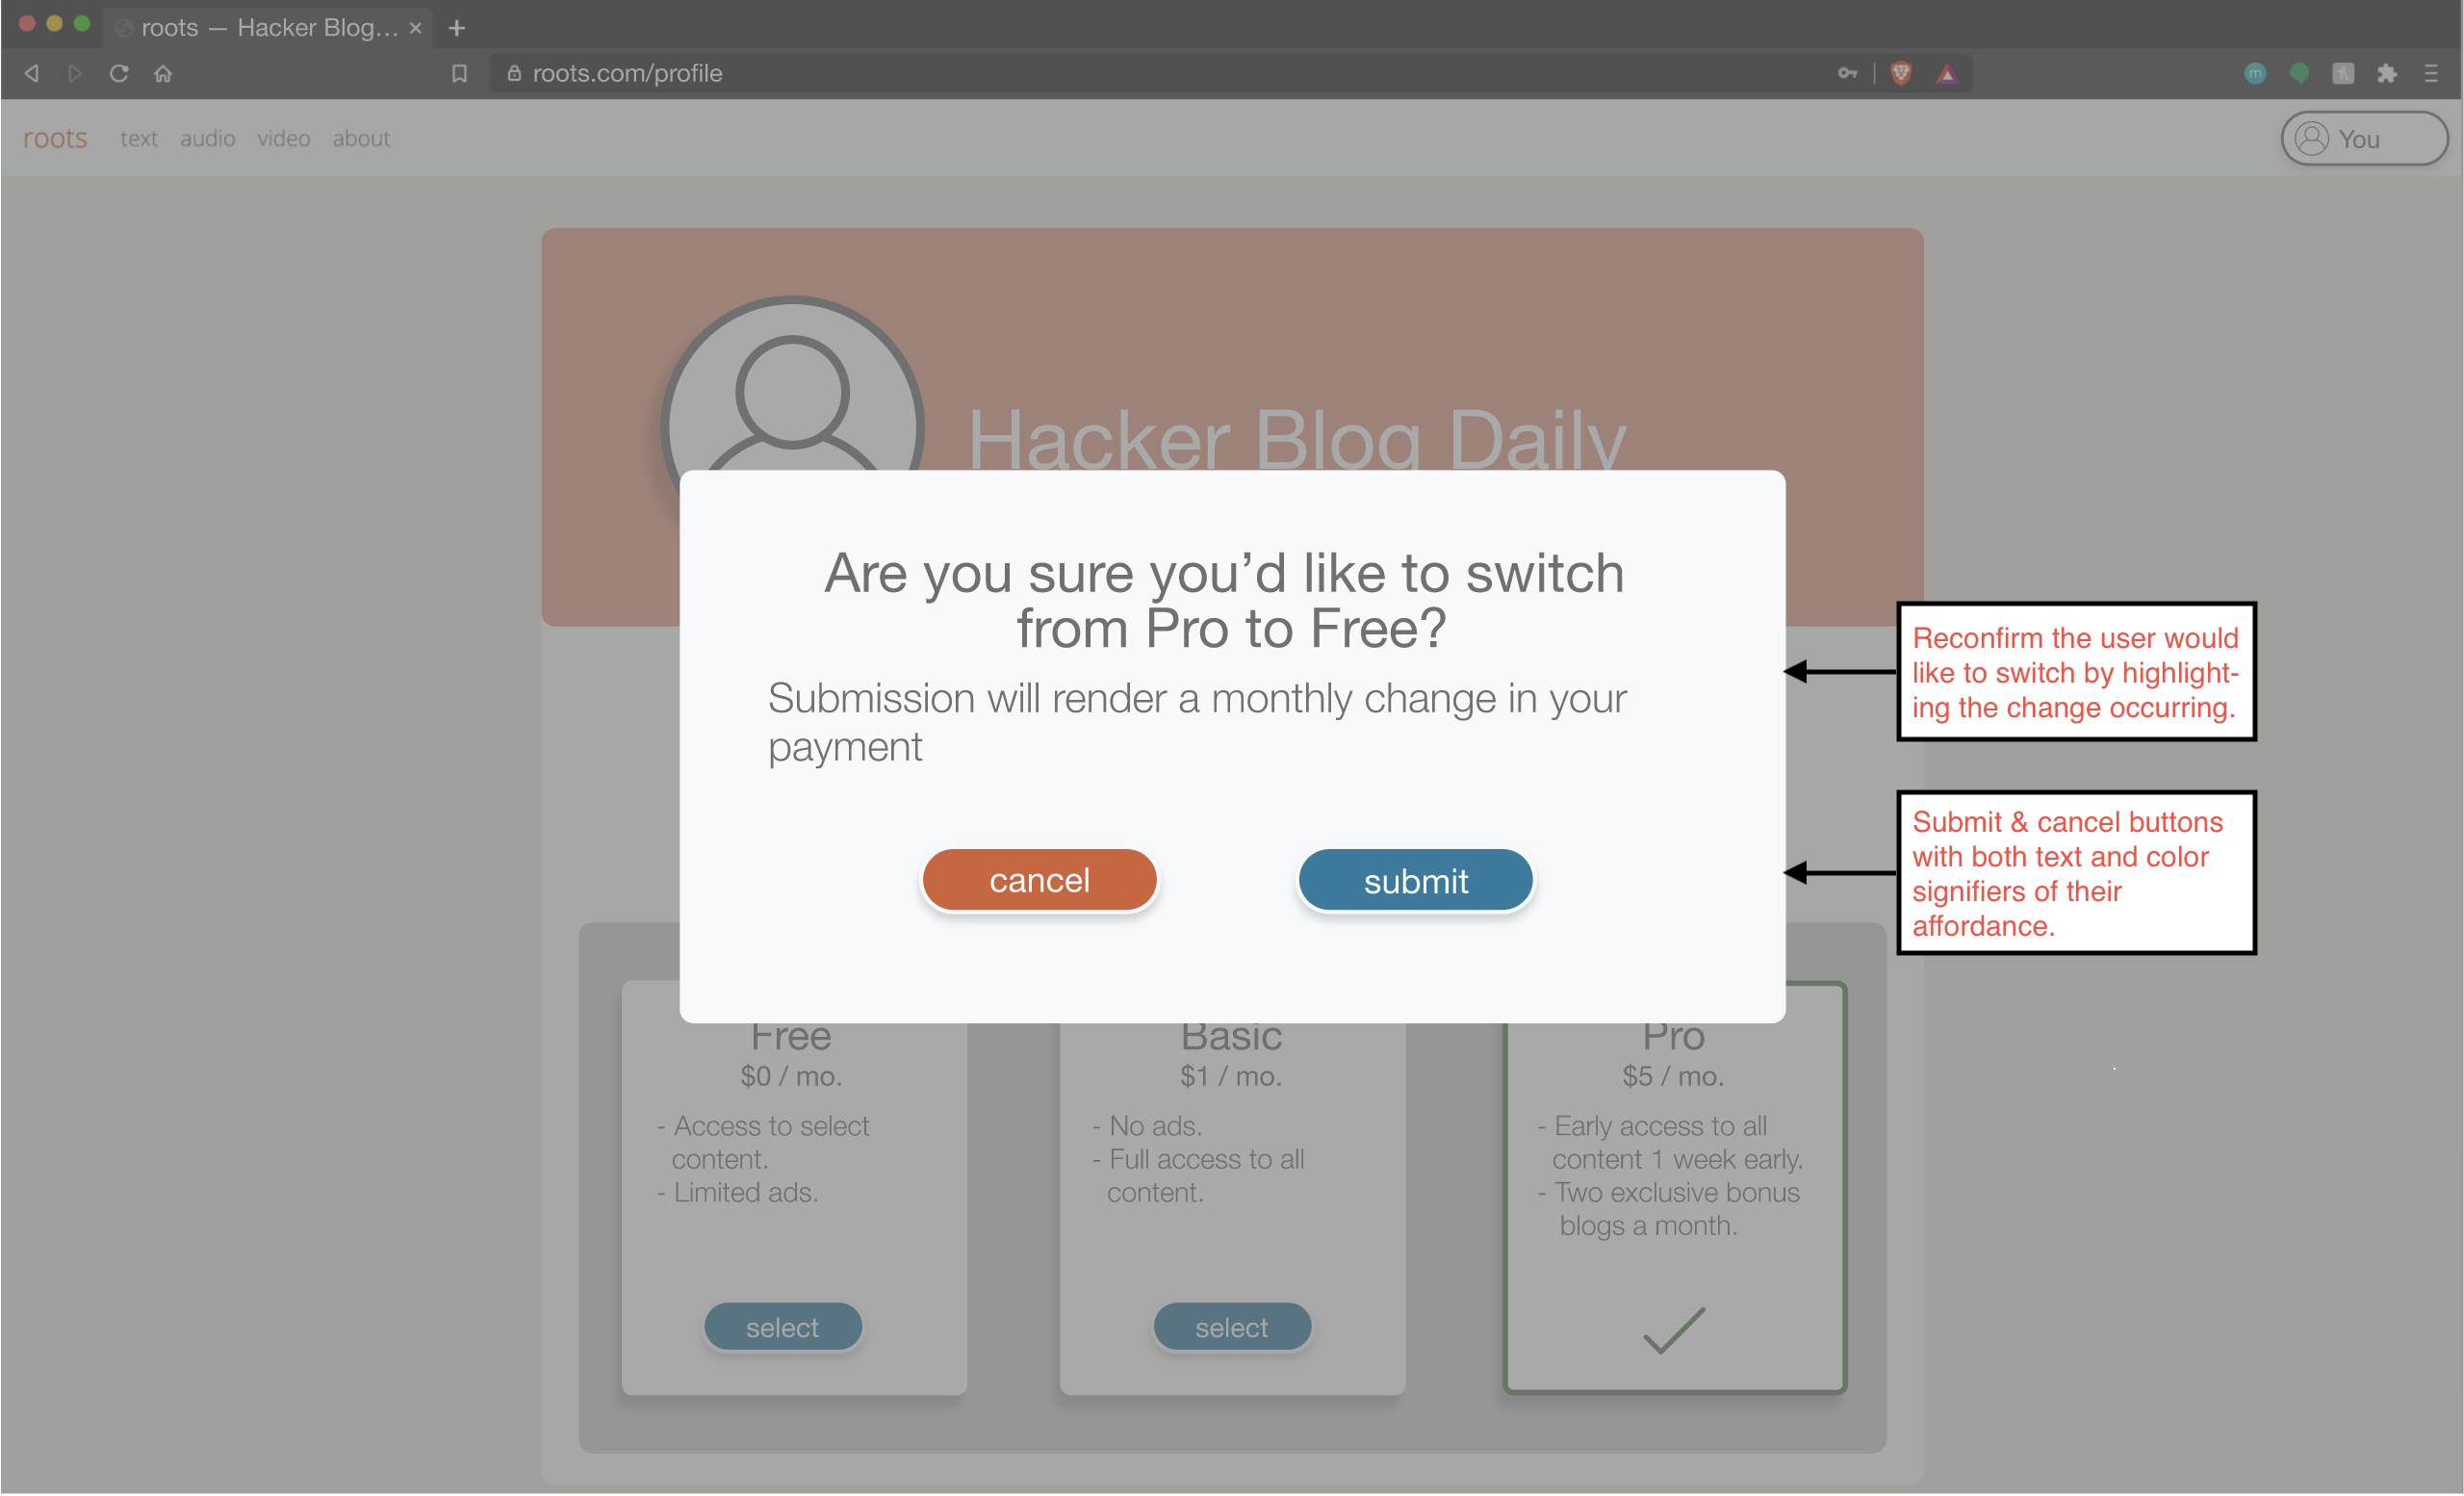 roots — Hacker Blog...
roots.com/profile
roots text audio video about
You
Hacker Blog Daily
Are you sure you’d like to switch
from Pro to Free?
Submission will render a monthly change in your
payment
cancel submit
Reconfirm the user would
like to switch by highlight-
ing the change occurring.
Submit & cancel buttons
with both text and color
signifiers of their
affordance.
Free
$0 / mo.
- Access to select
content.
- Limited ads.
select
Basic
$1 / mo.
- No ads.
- Full access to all
content.
select
Pro
$5 / mo.
- Early access to all
content 1 week early.
- Two exclusive bonus
blogs a month.